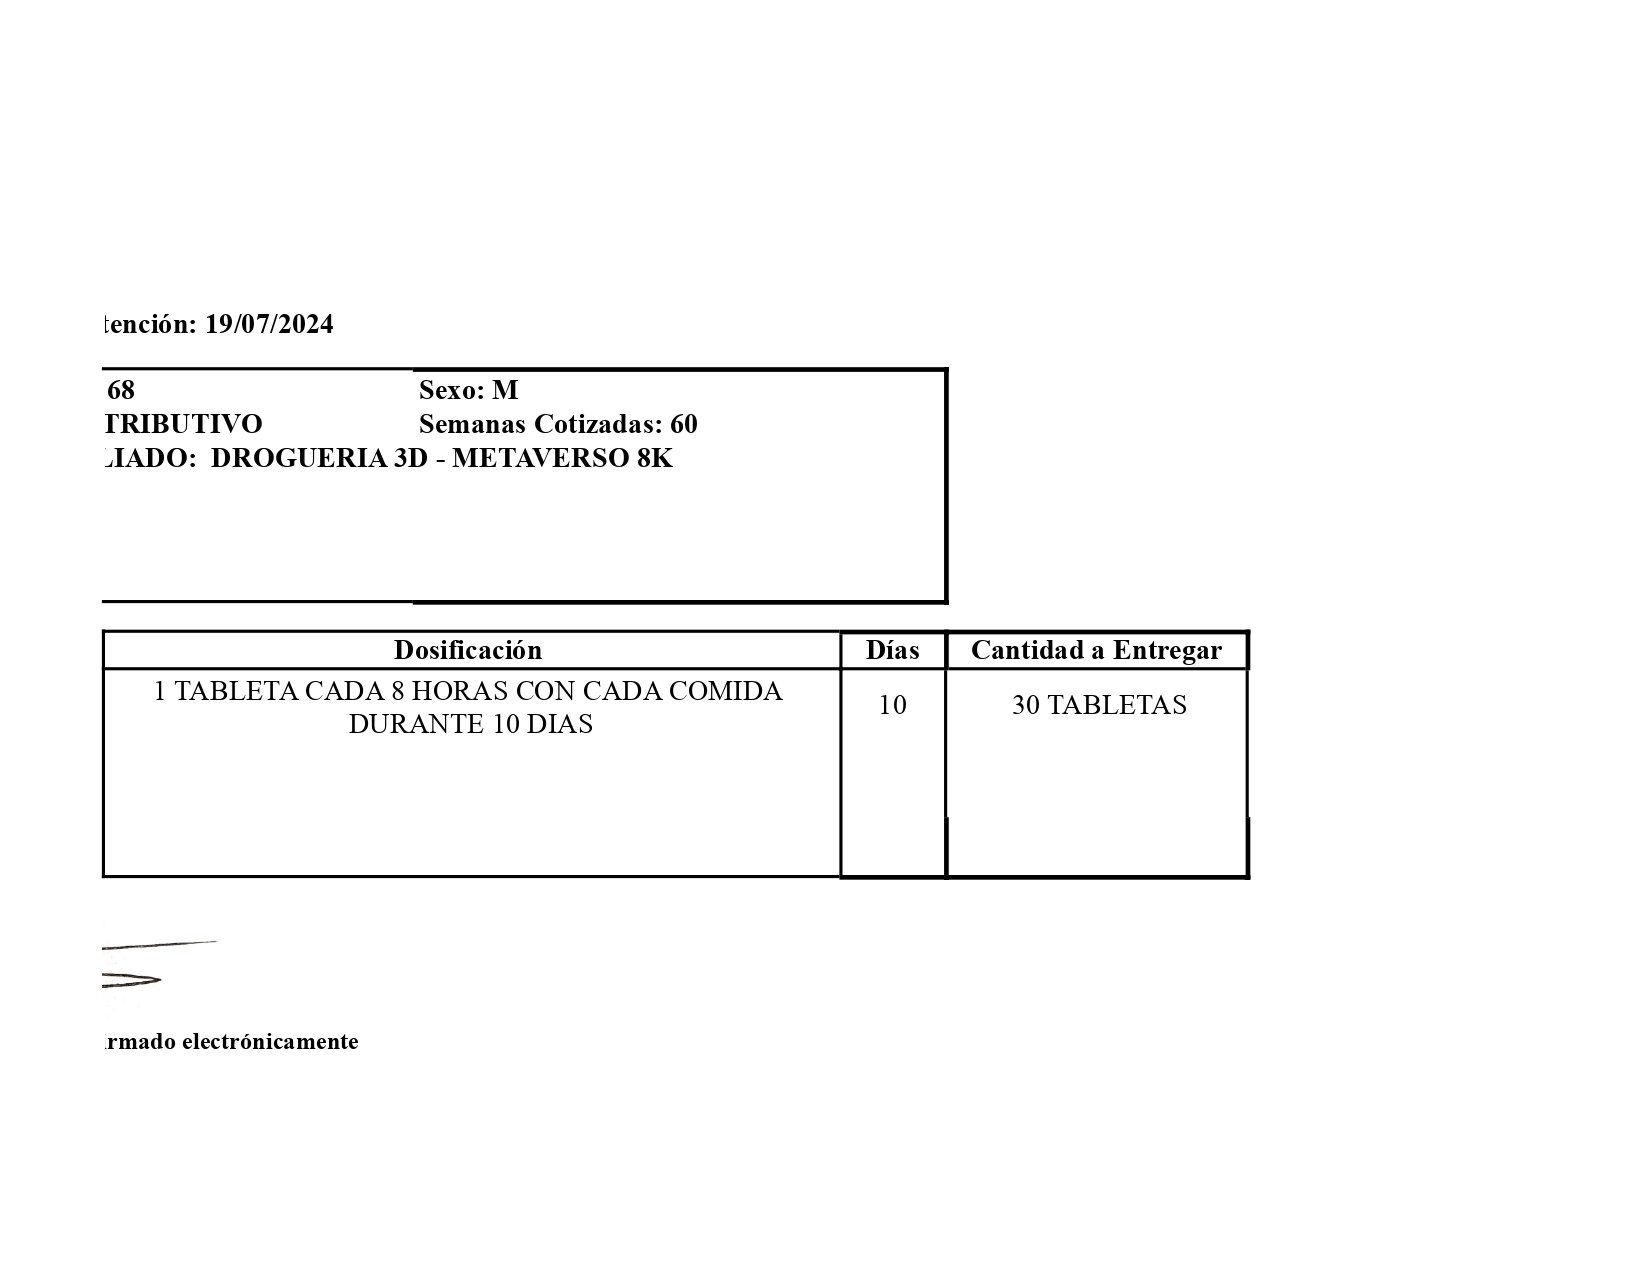 tención: 19/07/2024
68 Sexo: M
TRIBUTIVO Semanas Cotizadas: 60
LIADO: DROGUERIA 3D - METAVERSO 8K
Dosificación Días Cantidad a Entregar
1 TABLETA CADA 8 HORAS CON CADA COMIDA
DURANTE 10 DIAS
10 30 TABLETAS
irmado electrónicamente